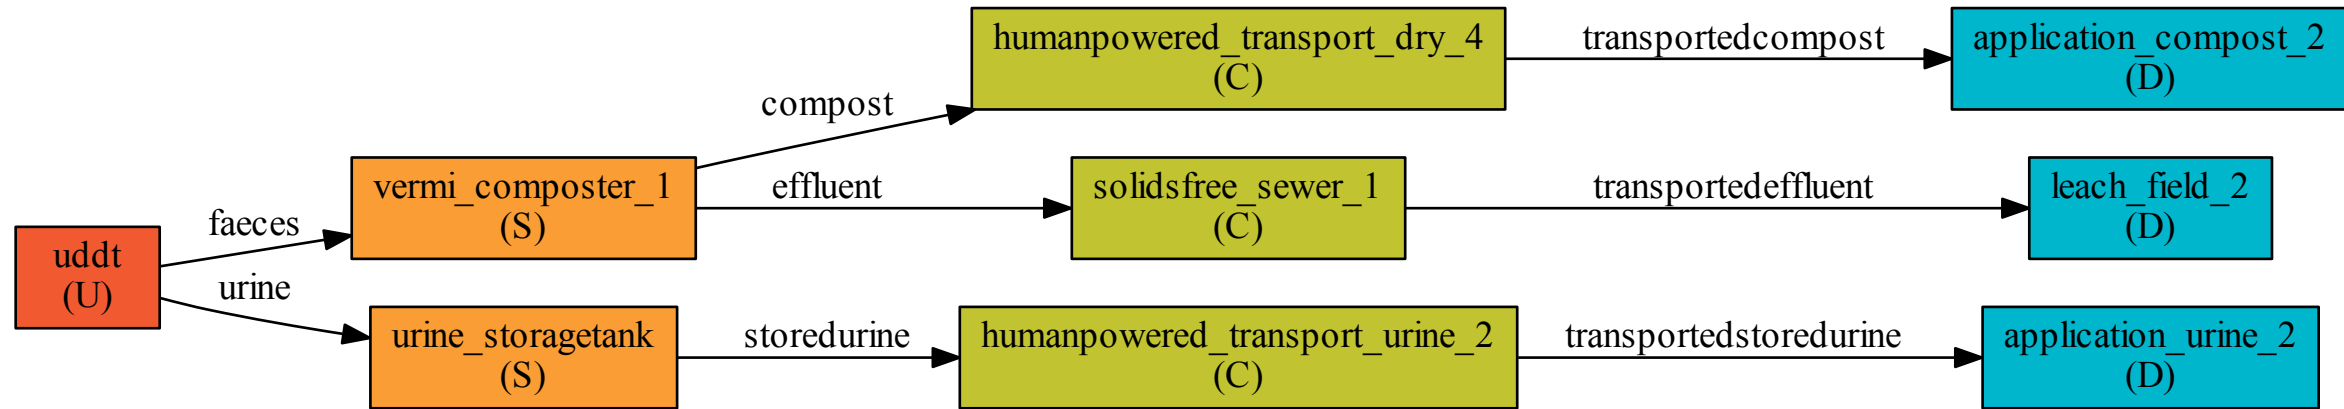 humanpowered_transport_dry_4
(C)
transportedcompost
application_compost_2
(D)
compost
vermi_composter_1
(S)
effluent
solidsfree_sewer_1
(C)
transportedeffluent
leach_field_2
(D)
faeces
uddt
(U)
urine
urine_storagetank
(S)
storedurine
humanpowered_transport_urine_2
(C)
transportedstoredurine
application_urine_2
(D)